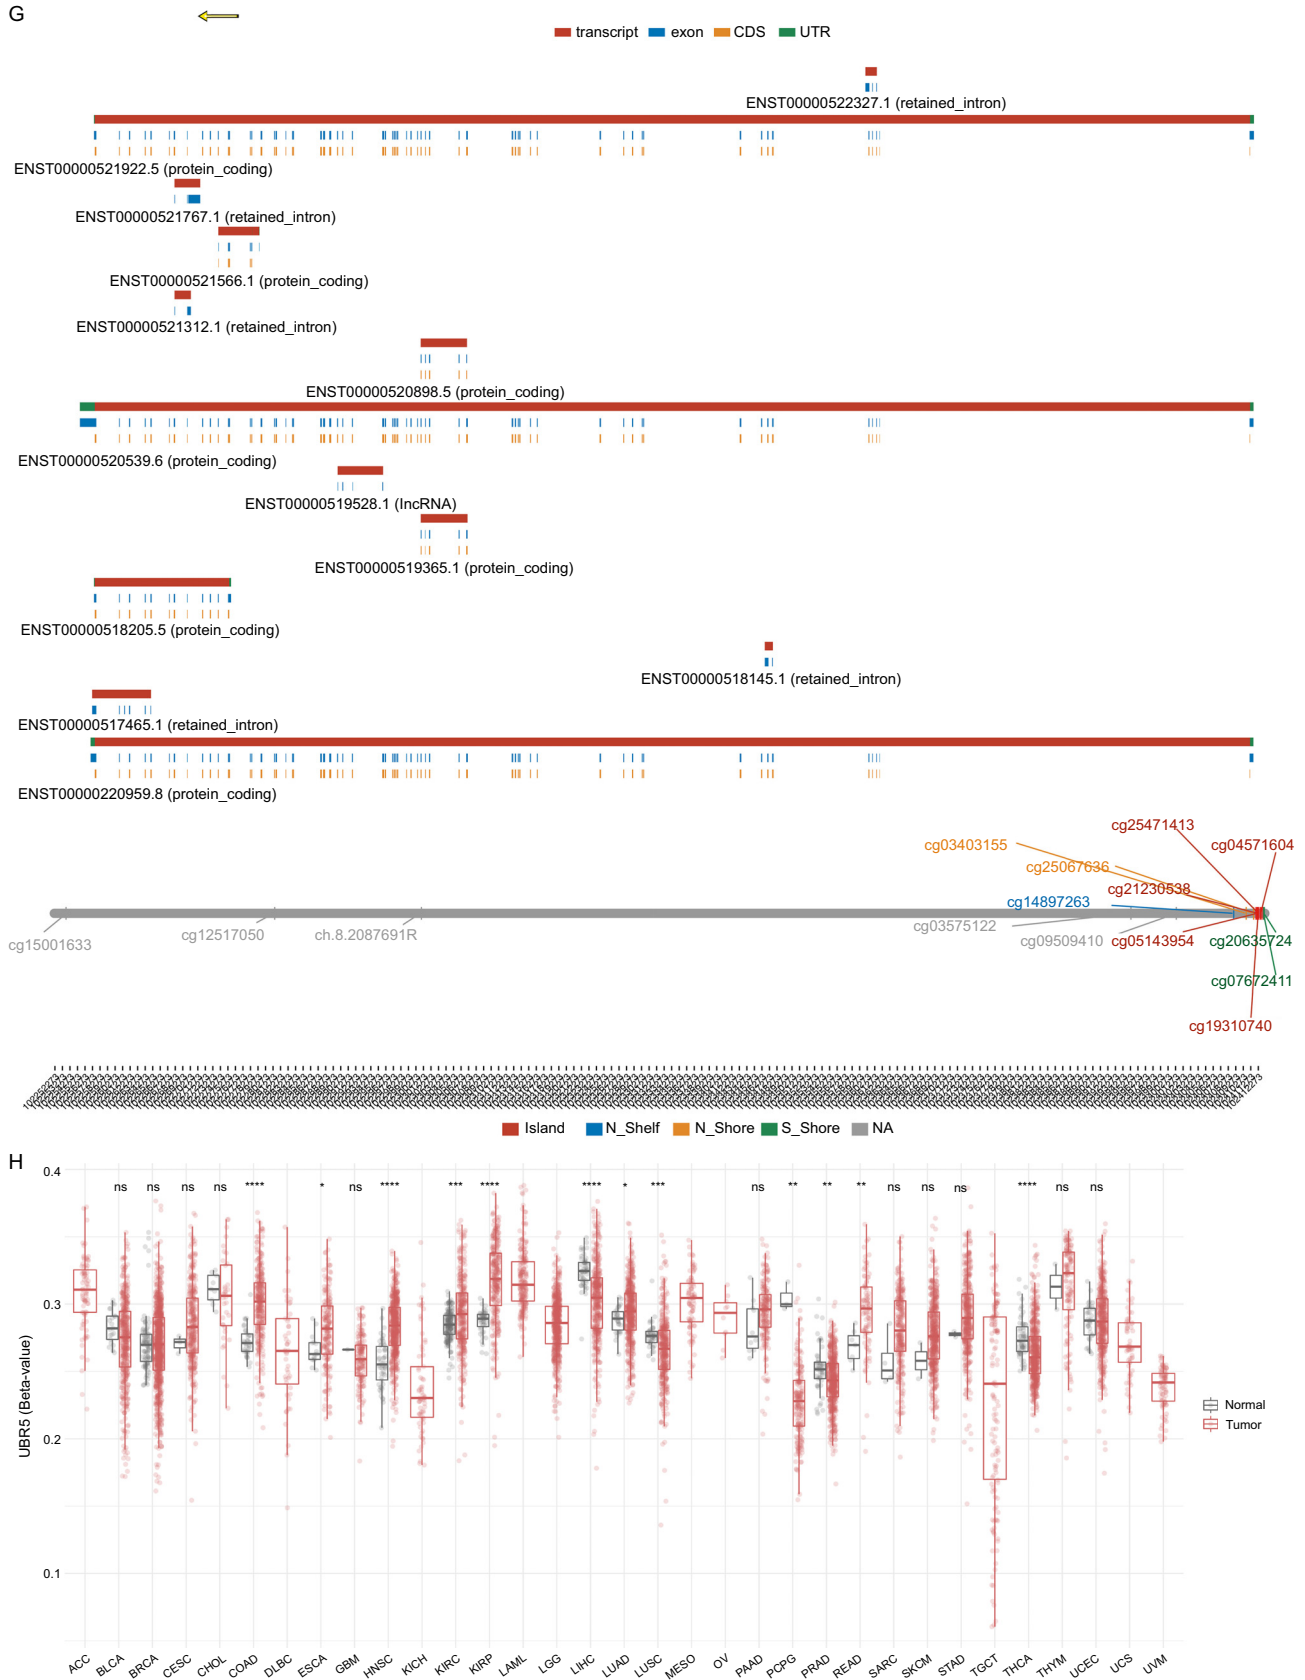 G
transcript exon CDS UTR
ENST00000522327.1 (retained_intron)
ENST00000521922.5 (protein_coding)
ENST00000521767.1 (retained_intron)
ENST00000521566.1 (protein_coding)
ENST00000521312.1 (retained_intron)
ENST00000520898.5 (protein_coding)
ENST00000520539.6 (protein_coding)
ENST00000519528.1 (lncRNA)
ENST00000519365.1 (protein_coding)
ENST00000518205.5 (protein_coding)
ENST00000518145.1 (retained_intron)
ENST00000517465.1 (retained_intron)
ENST00000220959.8 (protein_coding)
cg25471413
cg03403155 cg04571604
cg25067636
cg21230538
cg14897263
cg03575122
cg15001633 cg12517050 ch.8.2087691R cg09509410 cg05143954 cg20635724
cg07672411
cg19310740
Island N_Shelf N_Shore S_Shore NA
H
0.4
ns ns ns ns **** * ns **** *** **** **** * *** ns ** ** ** ns ns ns **** ns ns
0.3
0.2
0.1
UBR5 (Beta-value)
Normal
Tumor
ACC BLCA BRCA CESC CHOL COAD DLBC ESCA GBM HNSC KICH KIRC KIRP LAML LGG LIHC LUAD LUSC MESO OV PAAD PCPG PRAD READ SARC SKCM STAD TGCT THCA THYM UCEC UCS UVM